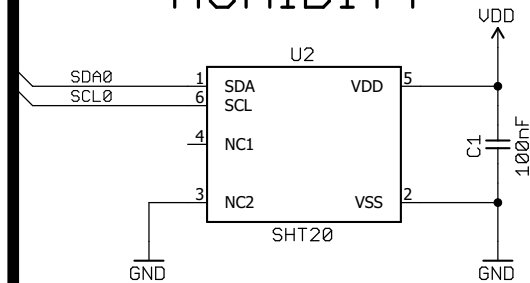 HUMIDITY
VDD
U2
SDA0 1 SDA VDD 5
SCL0 6 SCL
4 NC1
C1 100nF
3 NC2 VSS 2
SHT20
GND GND